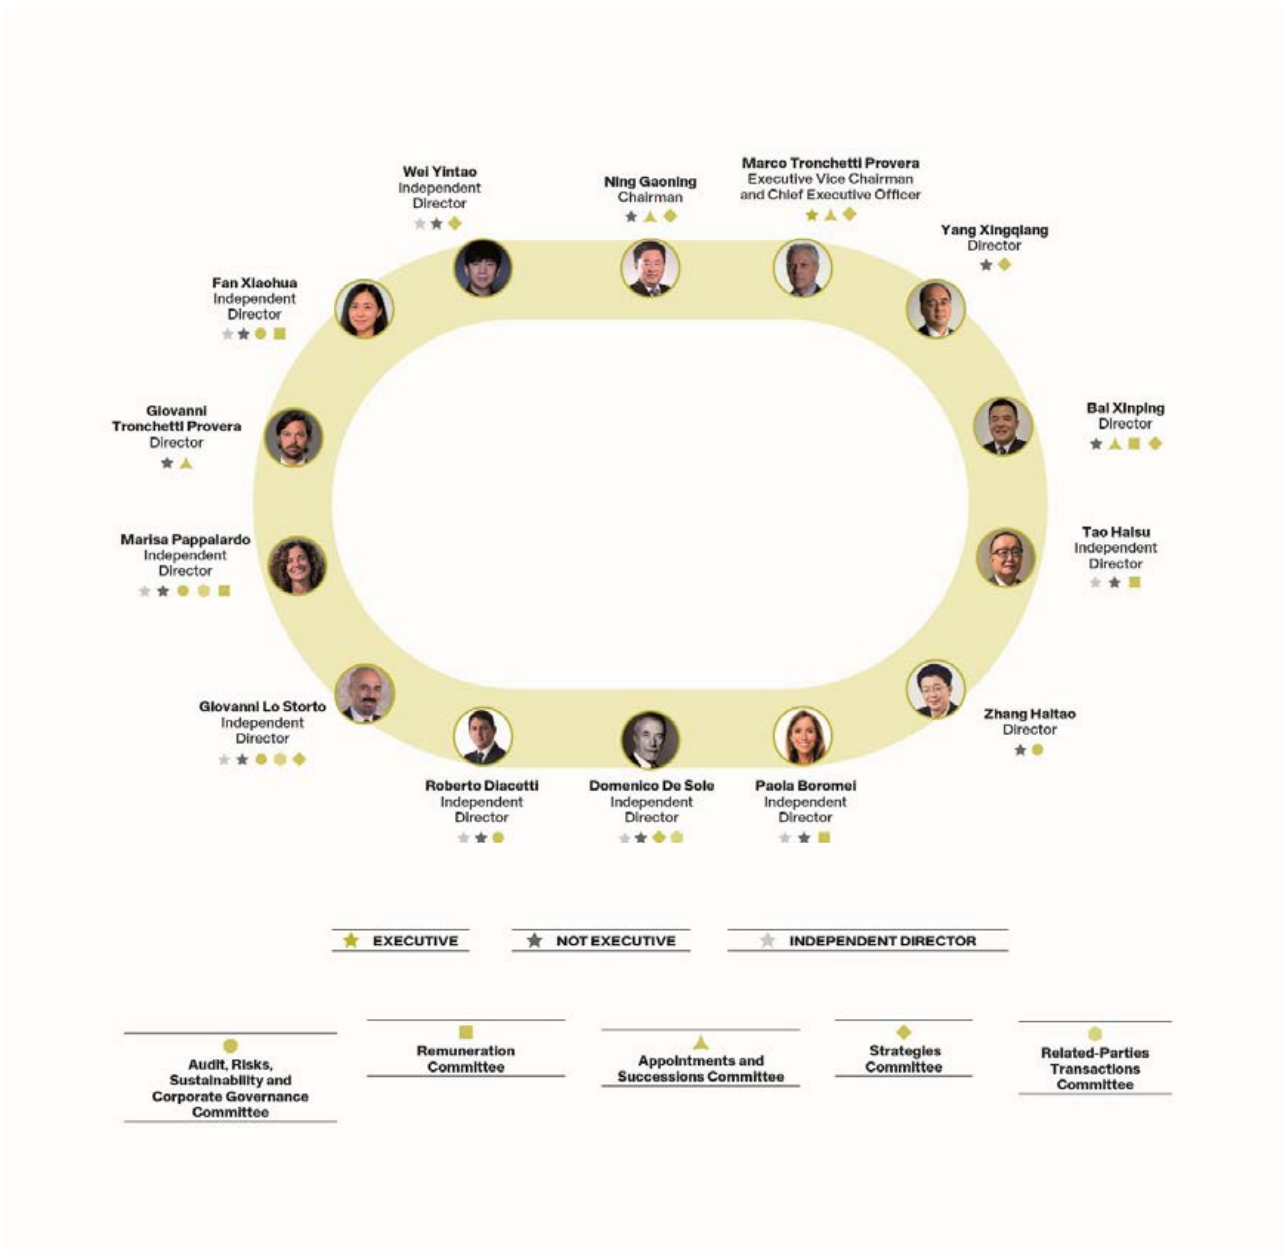 Wei Yintao
Independent
Director
Ning Gaoning
Chairman
Marco Tronchetti Provera
Executive Vice Chairman
and Chief Executive Officer
Yang Xingqiang
Director
Fan Xiaohua
Independent
Director
Giovanni
Tronchetti Provera
Director
Bai Xinping
Director
Marisa Pappalardo
Independent
Director
Tao Haisu
Independent
Director
Giovanni Lo Storto
Independent
Director
Zhang Haitao
Director
Roberto Diacetti
Independent
Director
Domenico De Sole
Independent
Director
Paola Boromei
Independent
Director
EXECUTIVE
NOT EXECUTIVE
INDEPENDENT DIRECTOR
Audit, Risks,
Sustainability and
Corporate Governance
Committee
Remuneration
Committee
Appointments and
Successions Committee
Strategies
Committee
Related-Parties
Transactions
Committee